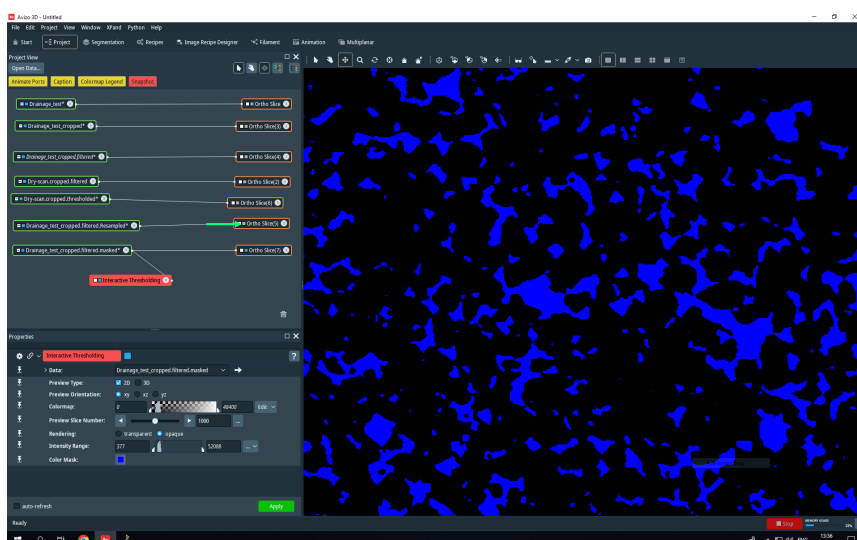 Avizo 3D - Untitled
File Edit Project View Window XPand Python Help
Start Project Segmentation Recipes Image Recipe Designer Filament Animation Multiplanar
Project View
Open Data...
Animate Ports Caption Colormap Legend Snapshot
Drainage_test* Ortho Slice
Drainage_test_cropped* Ortho Slice(3)
Drainage_test_cropped.filtered* Ortho Slice(4)
Dry-scan.cropped.filtered Ortho Slice(2)
Dry-scan.cropped.thresholded* Ortho Slice(6)
Drainage_test_cropped.filtered.Resampled* Ortho Slice(5)
Drainage_test_cropped.filtered.masked* Ortho Slice(7)
Interactive Thresholding
Properties
Interactive Thresholding ?
Data: Drainage_test_cropped.filtered.masked
Preview Type: 2D 3D
Preview Orientation: xy xz yz
Colormap: 0 48400 Edit
Preview Slice Number: 1000 ...
Rendering: transparent opaque
Intensity Range: 377 52088 ...
Color Mask:
auto-refresh Apply
Ready Stop MEMORY USAGE
ENG 13:36